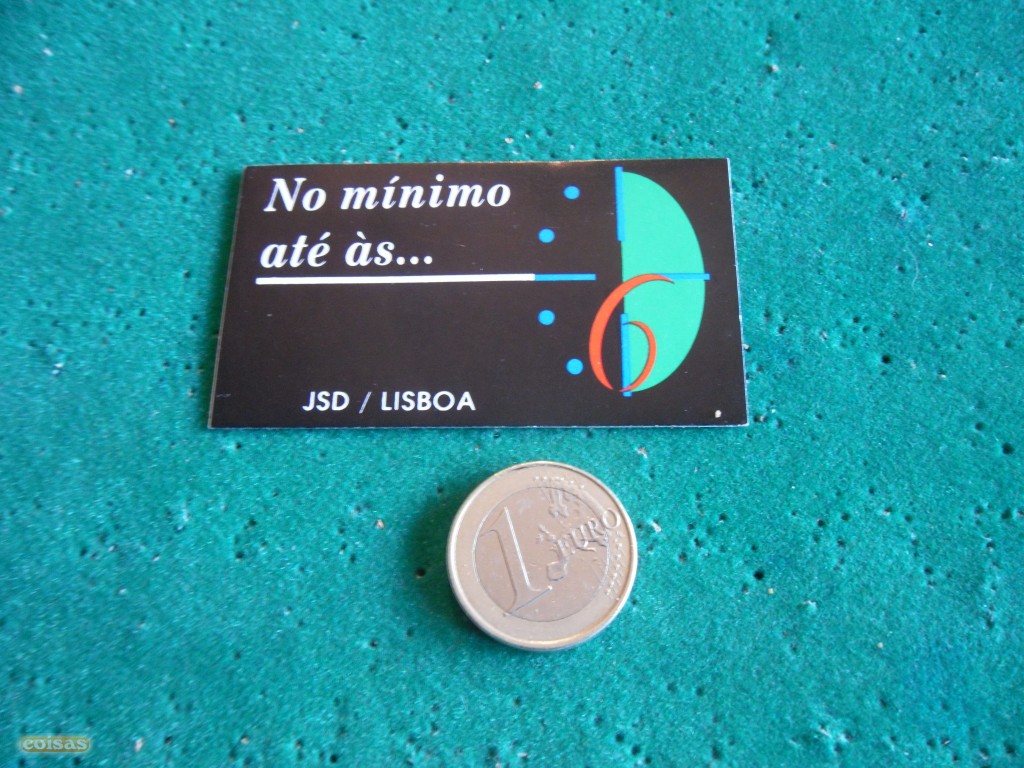 No mínimo
até às...
6
JSD / LISBOA
1
EURO
coisas